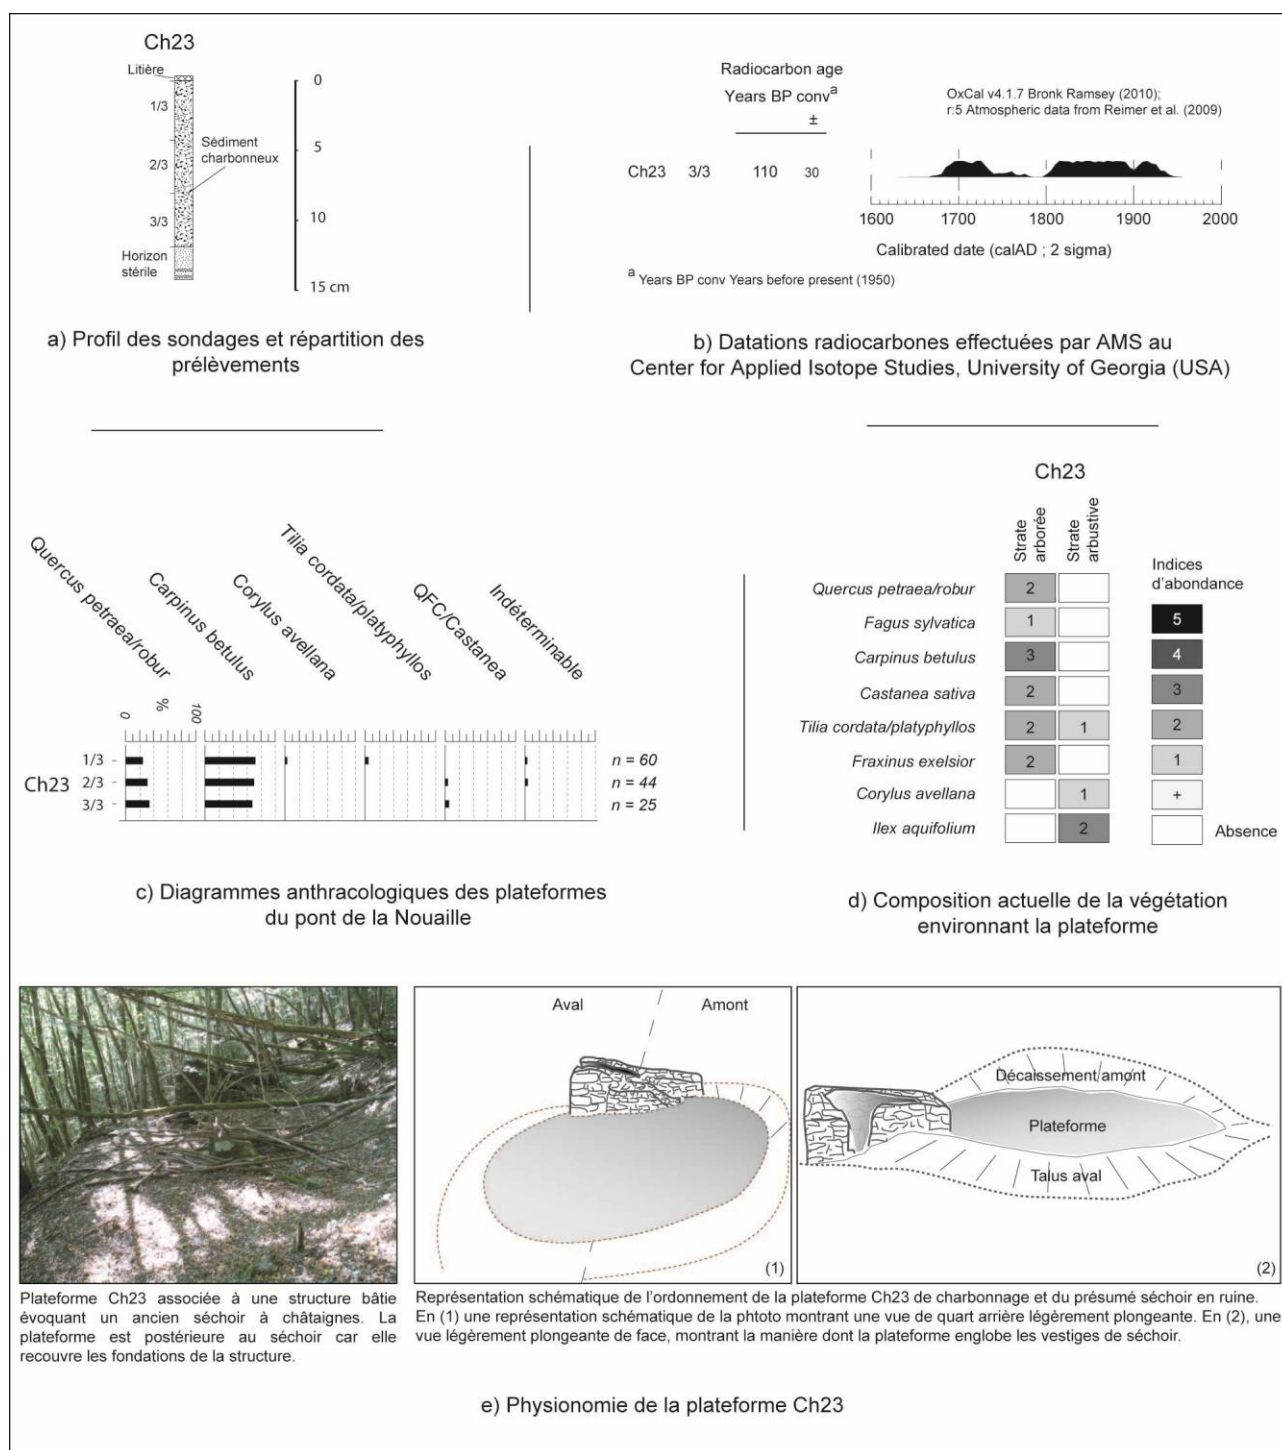 Ch23
Litière
1/3
2/3
3/3
Sédiment
charbonneux
Horizon
stérile
0
5
10
15 cm
a) Profil des sondages et répartition des
prélèvements
Radiocarbon age
Years BP conv a
±
Ch23 3/3 110 30
OxCal v4.1.7 Bronk Ramsey (2010);
r:5 Atmospheric data from Reimer et al. (2009)
1600 1700 1800 1900 2000
Calibrated date (calAD ; 2 sigma)
a Years BP conv Years before present (1950)
b) Datations radiocarbones effectuées par AMS au
Center for Applied Isotope Studies, University of Georgia (USA)
Quercus petraea/robur
Carpinus betulus
Corylus avellana
Tilia cordata/platyphyllos
QFC/Castanea
Indéterminable
0 % 100
Ch23
1/3 n = 60
2/3 n = 44
3/3 n = 25
c) Diagrammes anthracologiques des plateformes
du pont de la Nouaille
Ch23
Strate
arborée
Strate
arbustive
Quercus petraea/robur 2
Fagus sylvatica 1
Carpinus betulus 3
Castanea sativa 2
Tilia cordata/platyphyllos 2 1
Fraxinus exelsior 2
Corylus avellana 1
Ilex aquifolium 2
Indices
d'abondance
5
4
3
2
1
+
Absence
d) Composition actuelle de la végétation
environnant la plateforme
Aval Amont
(1)
Décaissement amont
Plateforme
Talus aval
(2)
Plateforme Ch23 associée à une structure bâtie
évoquant un ancien séchoir à châtaignes. La
plateforme est postérieure au séchoir car elle
recouvre les fondations de la structure.
Représentation schématique de l'ordonnement de la plateforme Ch23 de charbonnage et du présumé séchoir en ruine.
En (1) une représentation schématique de la phtoto montrant une vue de quart arrière légèrement plongeante. En (2), une
vue légèrement plongeante de face, montrant la manière dont la plateforme englobe les vestiges de séchoir.
e) Physionomie de la plateforme Ch23